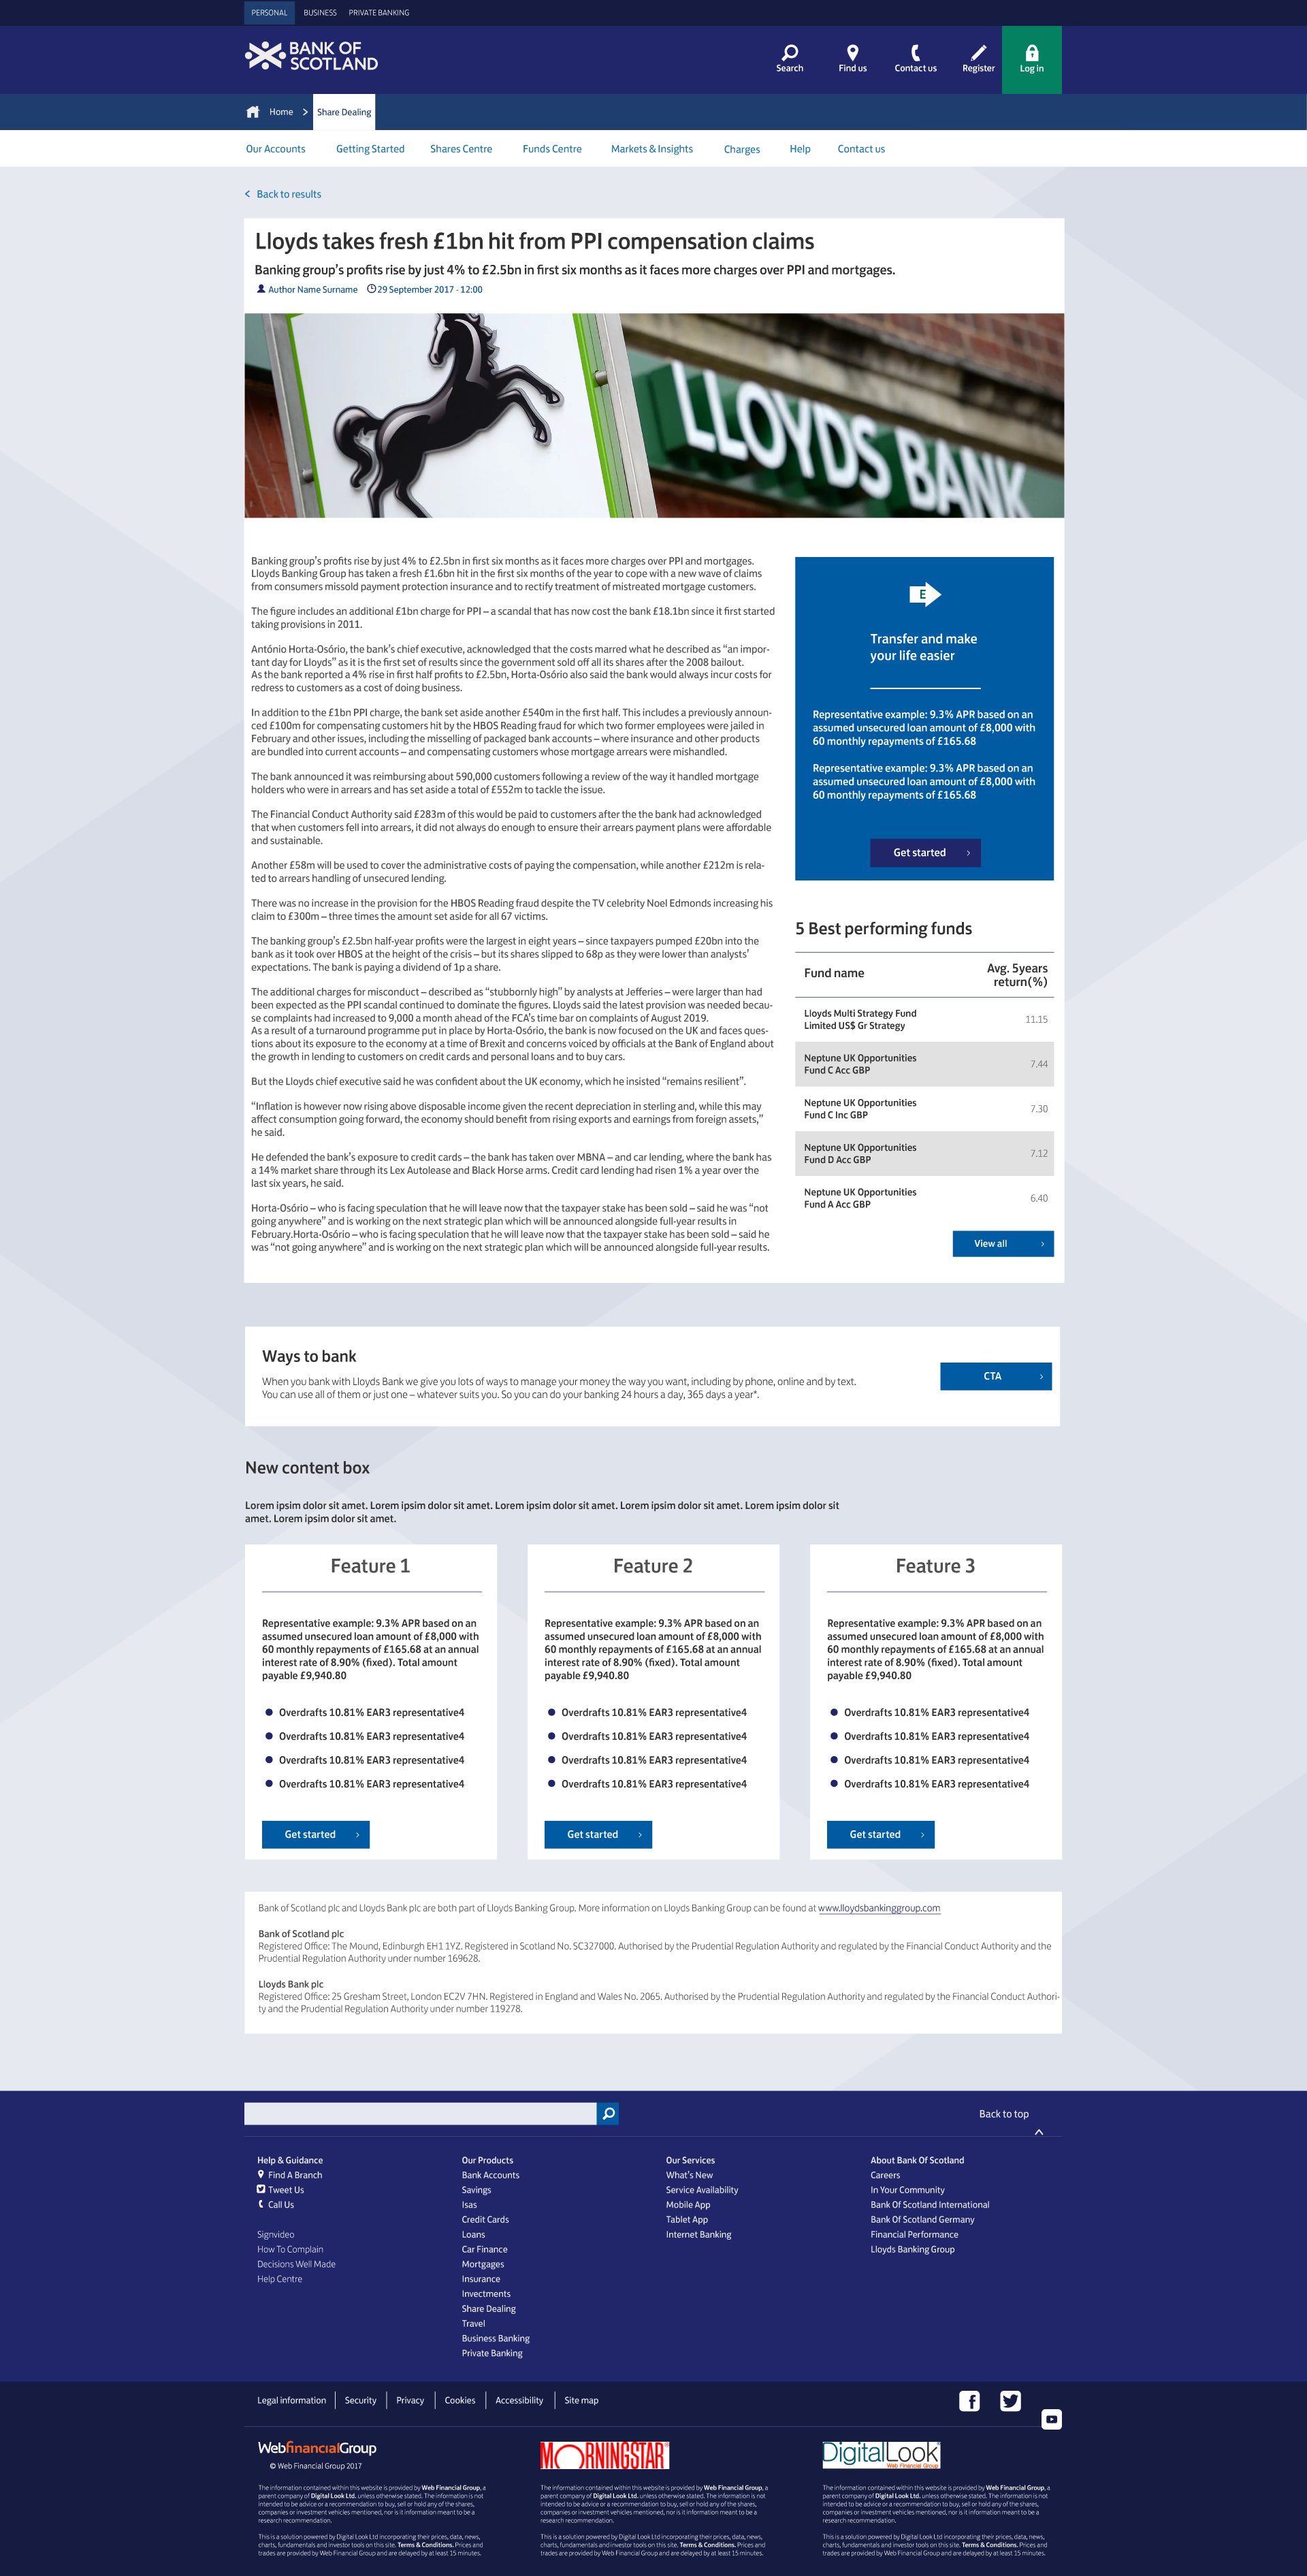 PERSONAL BUSINESS PRIVATE BANKING
BANK OF
SCOTLAND
Search Find us Contact us Register Log in
Home Share Dealing
Our Accounts Getting Started Shares Centre Funds Centre Markets & Insights Charges Help Contact us
Back to results
Lloyds takes fresh £1bn hit from PPI compensation claims
Banking group's profits rise by just 4% to £2.5bn in first six months as it faces more charges over PPI and mortgages.
Author Name Surname 29 September 2017 - 12:00
LLOYDS BANK
Banking group's profits rise by just 4% to £2.5bn in first six months as it faces more charges over PPI and mortgages.
Lloyds Banking Group has taken a fresh £1.6bn hit in the first six months of the year to cope with a new wave of claims
from consumers missold payment protection insurance and to rectify treatment of mistreated mortgage customers.
The figure includes an additional £1bn charge for PPI – a scandal that has now cost the bank £18.1bn since it first started
taking provisions in 2011.
António Horta-Osório, the bank's chief executive, acknowledged that the costs marred what he described as "an impor-
tant day for Lloyds" as it is the first set of results since the government sold off all its shares after the 2008 bailout.
As the bank reported a 4% rise in first half profits to £2.5bn, Horta-Osório also said the bank would always incur costs for
redress to customers as a cost of doing business.
In addition to the £1bn PPI charge, the bank set aside another £540m in the first half. This includes a previously announ-
ced £100m for compensating customers hit by the HBOS Reading fraud for which two former employees were jailed in
February and other issues, including the misselling of packaged bank accounts – where insurance and other products
are bundled into current accounts – and compensating customers whose mortgage arrears were mishandled.
The bank announced it was reimbursing about 590,000 customers following a review of the way it handled mortgage
holders who were in arrears and has set aside a total of £552m to tackle the issue.
The Financial Conduct Authority said £283m of this would be paid to customers after the the bank had acknowledged
that when customers fell into arrears, it did not always do enough to ensure their arrears payment plans were affordable
and sustainable.
Another £58m will be used to cover the administrative costs of paying the compensation, while another £212m is rela-
ted to arrears handling of unsecured lending.
There was no increase in the provision for the HBOS Reading fraud despite the TV celebrity Noel Edmonds increasing his
claim to £300m – three times the amount set aside for all 67 victims.
The banking group's £2.5bn half-year profits were the largest in eight years – since taxpayers pumped £20bn into the
bank as it took over HBOS at the height of the crisis – but its shares slipped to 68p as they were lower than analysts'
expectations. The bank is paying a dividend of 1p a share.
The additional charges for misconduct – described as "stubbornly high" by analysts at Jefferies – were larger than had
been expected as the PPI scandal continued to dominate the figures. Lloyds said the latest provision was needed becau-
se complaints had increased to 9,000 a month ahead of the FCA's time bar on complaints of August 2019.
As a result of a turnaround programme put in place by Horta-Osório, the bank is now focused on the UK and faces ques-
tions about its exposure to the economy at a time of Brexit and concerns voiced by officials at the Bank of England about
the growth in lending to customers on credit cards and personal loans and to buy cars.
But the Lloyds chief executive said he was confident about the UK economy, which he insisted "remains resilient".
"Inflation is however now rising above disposable income given the recent depreciation in sterling and, while this may
affect consumption going forward, the economy should benefit from rising exports and earnings from foreign assets,"
he said.
He defended the bank's exposure to credit cards – the bank has taken over MBNA – and car lending, where the bank has
a 14% market share through its Lex Autolease and Black Horse arms. Credit card lending had risen 1% a year over the
last six years, he said.
Horta-Osório – who is facing speculation that he will leave now that the taxpayer stake has been sold – said he was "not
going anywhere" and is working on the next strategic plan which will be announced alongside full-year results in
February.Horta-Osório – who is facing speculation that he will leave now that the taxpayer stake has been sold – said he
was "not going anywhere" and is working on the next strategic plan which will be announced alongside full-year results.
E
Transfer and make
your life easier
Representative example: 9.3% APR based on an
assumed unsecured loan amount of £8,000 with
60 monthly repayments of £165.68
Representative example: 9.3% APR based on an
assumed unsecured loan amount of £8,000 with
60 monthly repayments of £165.68
Get started
5 Best performing funds
Fund name
Avg. 5years
return(%)
Lloyds Multi Strategy Fund
Limited US$ Gr Strategy
11.15
Neptune UK Opportunities
Fund C Acc GBP
7.44
Neptune UK Opportunities
Fund C Inc GBP
7.30
Neptune UK Opportunities
Fund D Acc GBP
7.12
Neptune UK Opportunities
Fund A Acc GBP
6.40
View all
Ways to bank
When you bank with Lloyds Bank we give you lots of ways to manage your money the way you want, including by phone, online and by text.
You can use all of them or just one – whatever suits you. So you can do your banking 24 hours a day, 365 days a year*.
CTA
New content box
Lorem ipsim dolor sit amet. Lorem ipsim dolor sit amet. Lorem ipsim dolor sit amet. Lorem ipsim dolor sit amet. Lorem ipsim dolor sit
amet. Lorem ipsim dolor sit amet.
Feature 1
Representative example: 9.3% APR based on an
assumed unsecured loan amount of £8,000 with
60 monthly repayments of £165.68 at an annual
interest rate of 8.90% (fixed). Total amount
payable £9,940.80
Overdrafts 10.81% EAR3 representative4
Overdrafts 10.81% EAR3 representative4
Overdrafts 10.81% EAR3 representative4
Overdrafts 10.81% EAR3 representative4
Get started
Feature 2
Representative example: 9.3% APR based on an
assumed unsecured loan amount of £8,000 with
60 monthly repayments of £165.68 at an annual
interest rate of 8.90% (fixed). Total amount
payable £9,940.80
Overdrafts 10.81% EAR3 representative4
Overdrafts 10.81% EAR3 representative4
Overdrafts 10.81% EAR3 representative4
Overdrafts 10.81% EAR3 representative4
Get started
Feature 3
Representative example: 9.3% APR based on an
assumed unsecured loan amount of £8,000 with
60 monthly repayments of £165.68 at an annual
interest rate of 8.90% (fixed). Total amount
payable £9,940.80
Overdrafts 10.81% EAR3 representative4
Overdrafts 10.81% EAR3 representative4
Overdrafts 10.81% EAR3 representative4
Overdrafts 10.81% EAR3 representative4
Get started
Bank of Scotland plc and Lloyds Bank plc are both part of Lloyds Banking Group. More information on Lloyds Banking Group can be found at www.lloydsbankinggroup.com
Bank of Scotland plc
Registered Office: The Mound, Edinburgh EH1 1YZ. Registered in Scotland No. SC327000. Authorised by the Prudential Regulation Authority and regulated by the Financial Conduct Authority and the
Prudential Regulation Authority under number 169628.
Lloyds Bank plc
Registered Office: 25 Gresham Street, London EC2V 7HN. Registered in England and Wales No. 2065. Authorised by the Prudential Regulation Authority and regulated by the Financial Conduct Authori-
ty and the Prudential Regulation Authority under number 119278.
Back to top
Help & Guidance
Find A Branch
Tweet Us
Call Us
Signvideo
How To Complain
Decisions Well Made
Help Centre
Our Products
Bank Accounts
Savings
Isas
Credit Cards
Loans
Car Finance
Mortgages
Insurance
Invectments
Share Dealing
Travel
Business Banking
Private Banking
Our Services
What's New
Service Availability
Mobile App
Tablet App
Internet Banking
About Bank Of Scotland
Careers
In Your Community
Bank Of Scotland International
Bank Of Scotland Germany
Financial Performance
Lloyds Banking Group
Legal information Security Privacy Cookies Accessibility Site map
WebfinancialGroup
© Web Financial Group 2017
The information contained within this website is provided by Web Financial Group, a
parent company of Digital Look Ltd. unless otherwise stated. The information is not
intended to be advice or a recommendation to buy, sell or hold any of the shares,
companies or investment vehicles mentioned, nor is it information meant to be a
research recommendation.
This is a solution powered by Digital Look Ltd incorporating their prices, data, news,
charts, fundamentals and investor tools on this site. Terms & Conditions. Prices and
trades are provided by Web Financial Group and are delayed by at least 15 minutes.
MORNINGSTAR
The information contained within this website is provided by Web Financial Group, a
parent company of Digital Look Ltd. unless otherwise stated. The information is not
intended to be advice or a recommendation to buy, sell or hold any of the shares,
companies or investment vehicles mentioned, nor is it information meant to be a
research recommendation.
This is a solution powered by Digital Look Ltd incorporating their prices, data, news,
charts, fundamentals and investor tools on this site. Terms & Conditions. Prices and
trades are provided by Web Financial Group and are delayed by at least 15 minutes.
DigitalLook
Web Financial Group
The information contained within this website is provided by Web Financial Group, a
parent company of Digital Look Ltd. unless otherwise stated. The information is not
intended to be advice or a recommendation to buy, sell or hold any of the shares,
companies or investment vehicles mentioned, nor is it information meant to be a
research recommendation.
This is a solution powered by Digital Look Ltd incorporating their prices, data, news,
charts, fundamentals and investor tools on this site. Terms & Conditions. Prices and
trades are provided by Web Financial Group and are delayed by at least 15 minutes.